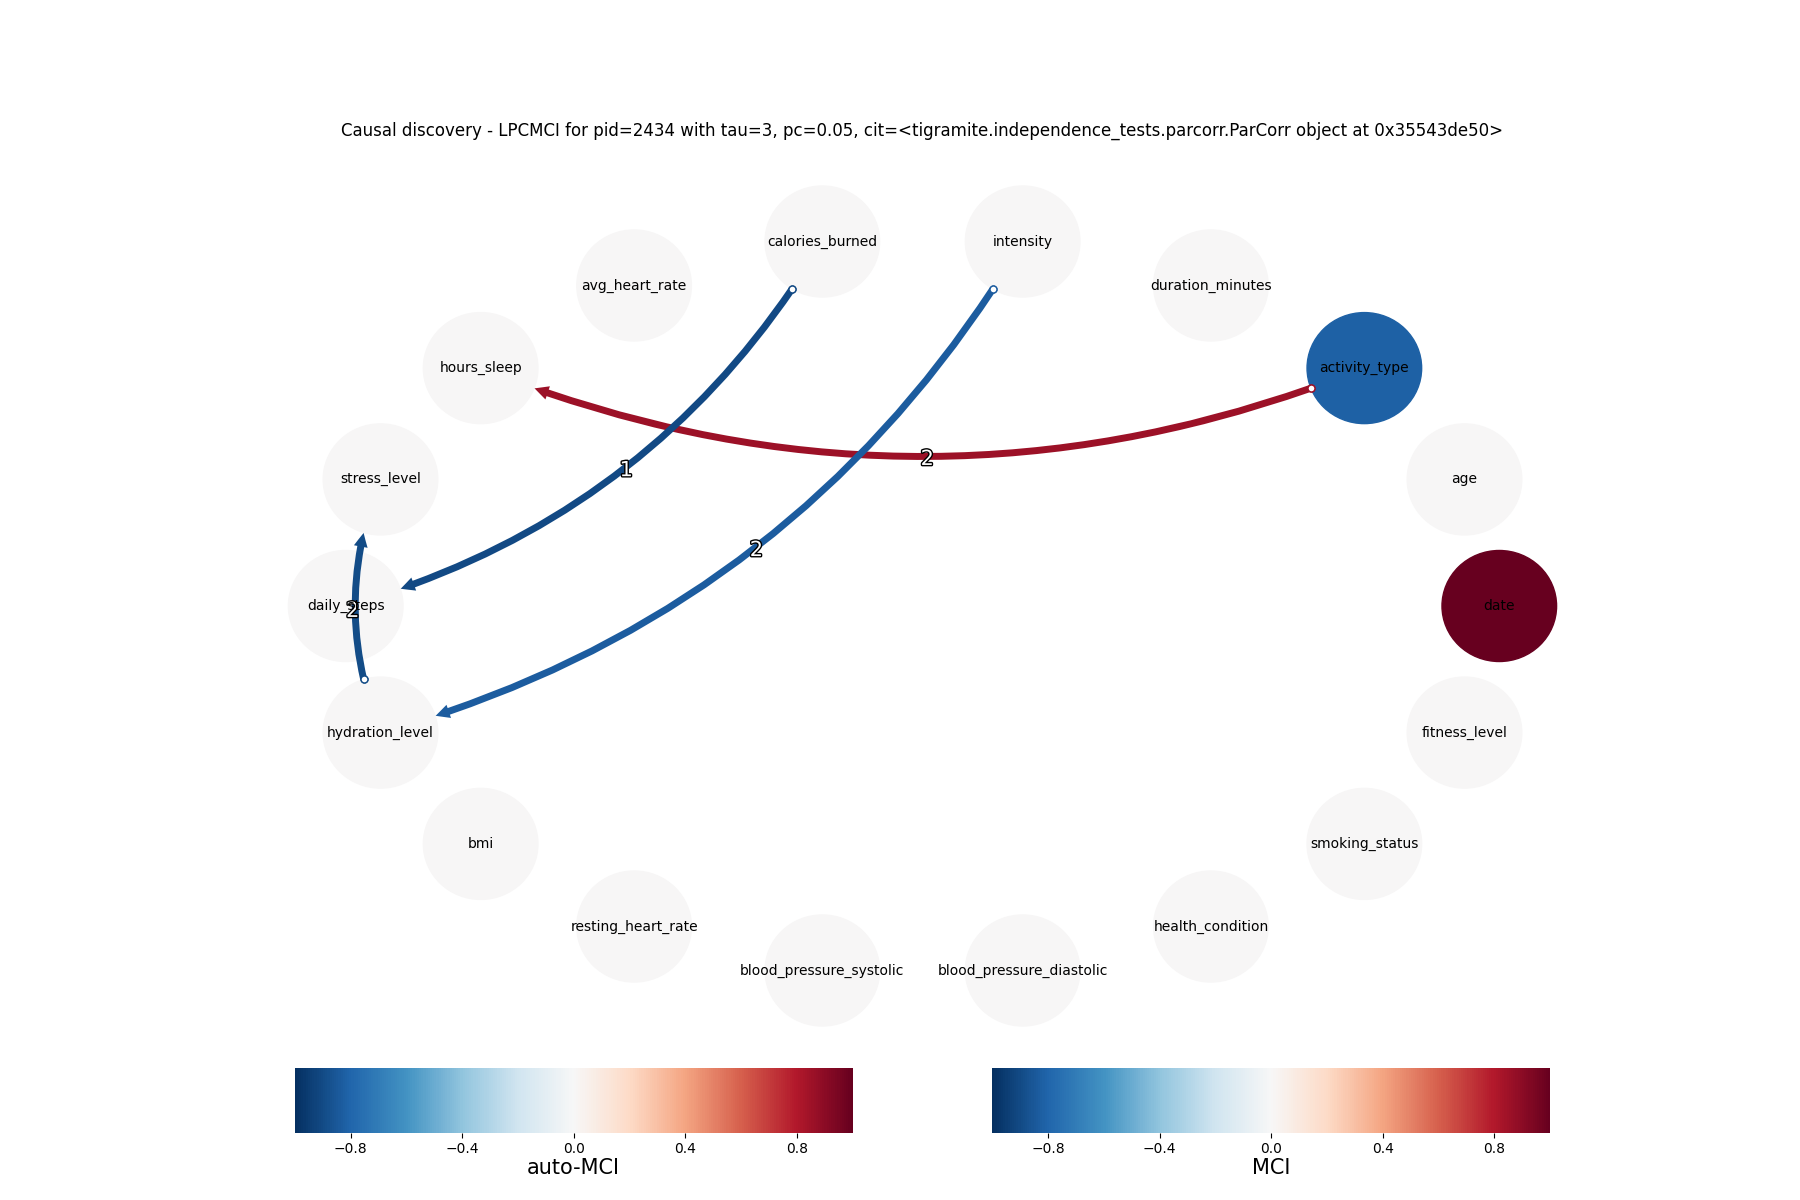 Causal discovery - LPCMCI for pid=2434 with tau=3, pc=0.05, cit=<tigramite.independence_tests.parcorr.ParCorr object at 0x35543de50>
calories_burned
intensity
avg_heart_rate
duration_minutes
hours_sleep
activity_type
2
1
stress_level
age
2
daily_steps
2
date
hydration_level
fitness_level
bmi
smoking_status
resting_heart_rate
health_condition
blood_pressure_systolic
blood_pressure_diastolic
−0.8 −0.4 0.0 0.4 0.8
auto-MCI
−0.8 −0.4 0.0 0.4 0.8
MCI